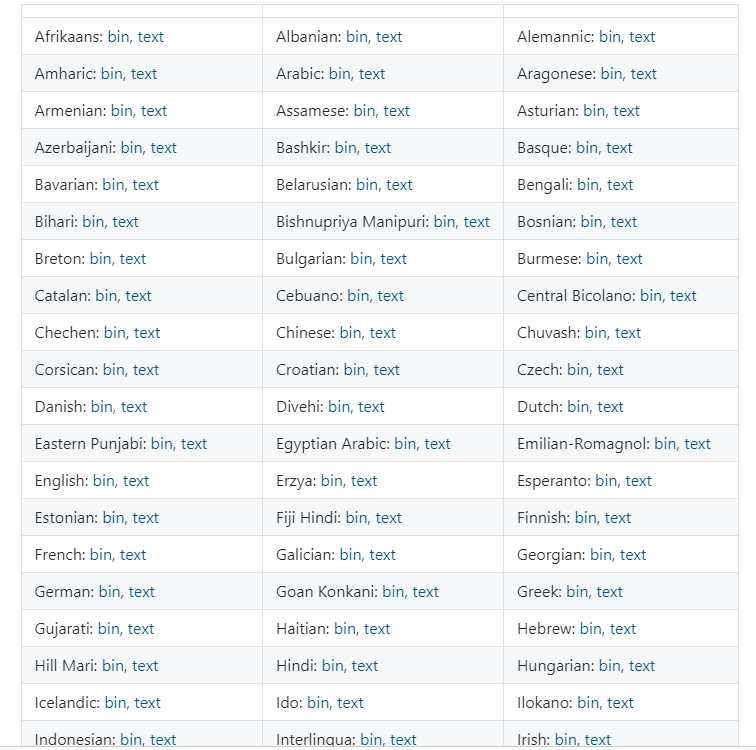 Afrikaans: bin, text Albanian: bin, text Alemannic: bin, text
Amharic: bin, text Arabic: bin, text Aragonese: bin, text
Armenian: bin, text Assamese: bin, text Asturian: bin, text
Azerbaijani: bin, text Bashkir: bin, text Basque: bin, text
Bavarian: bin, text Belarusian: bin, text Bengali: bin, text
Bihari: bin, text Bishnupriya Manipuri: bin, text Bosnian: bin, text
Breton: bin, text Bulgarian: bin, text Burmese: bin, text
Catalan: bin, text Cebuano: bin, text Central Bicolano: bin, text
Chechen: bin, text Chinese: bin, text Chuvash: bin, text
Corsican: bin, text Croatian: bin, text Czech: bin, text
Danish: bin, text Divehi: bin, text Dutch: bin, text
Eastern Punjabi: bin, text Egyptian Arabic: bin, text Emilian-Romagnol: bin, text
English: bin, text Erzya: bin, text Esperanto: bin, text
Estonian: bin, text Fiji Hindi: bin, text Finnish: bin, text
French: bin, text Galician: bin, text Georgian: bin, text
German: bin, text Goan Konkani: bin, text Greek: bin, text
Gujarati: bin, text Haitian: bin, text Hebrew: bin, text
Hill Mari: bin, text Hindi: bin, text Hungarian: bin, text
Icelandic: bin, text Ido: bin, text Ilokano: bin, text
Indonesian: bin, text Interlingua: bin, text Irish: bin, text